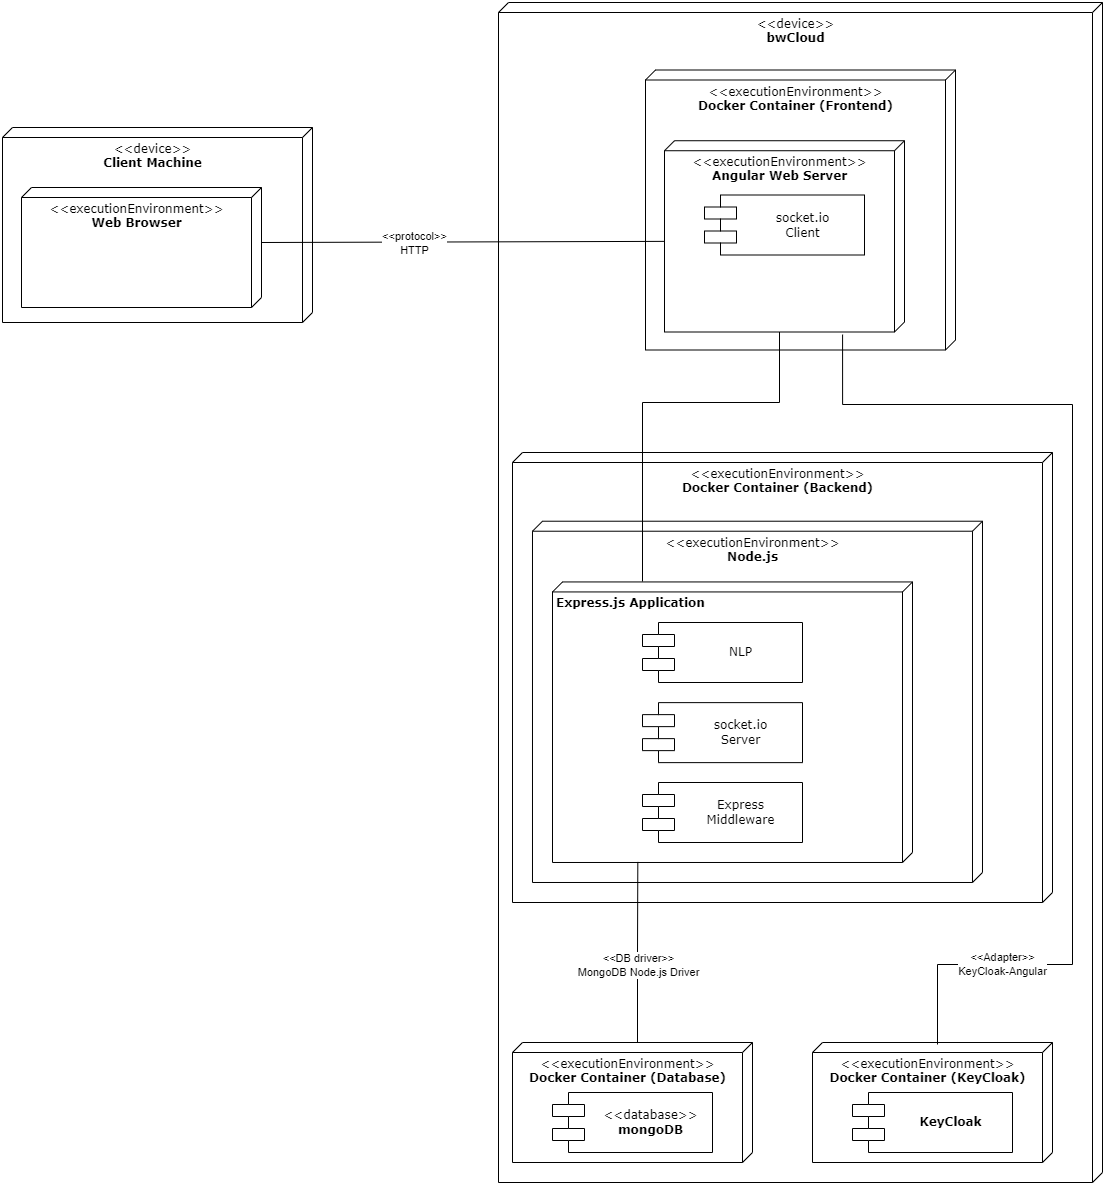 <<device>>
bwCloud
<<executionEnvironment>>
Docker Container (Frontend)
<<device>>
Client Machine
<<executionEnvironment>>
Angular Web Server
<<executionEnvironment>>
Web Browser
socket.io
Client
<<protocol>>
HTTP
<<executionEnvironment>>
Docker Container (Backend)
<<executionEnvironment>>
Node.js
Express.js Application
NLP
socket.io
Server
Express
Middleware
<<DB driver>>
MongoDB Node.js Driver
<<Adapter>>
KeyCloak-Angular
<<executionEnvironment>>
Docker Container (Database)
<<database>>
mongoDB
<<executionEnvironment>>
Docker Container (KeyCloak)
KeyCloak